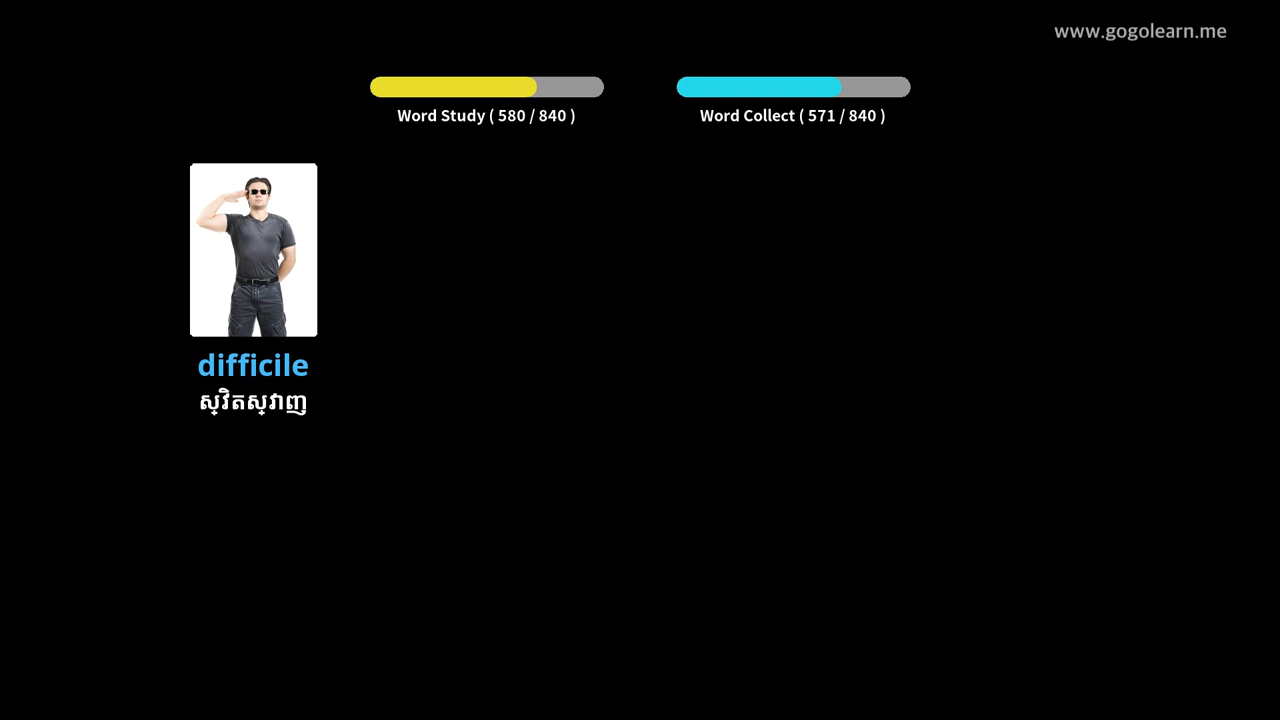 www.gogolearn.me
Word Study ( 580 / 840 )
Word Collect ( 571 / 840 )
difficile
ស្វិតស្វាញ